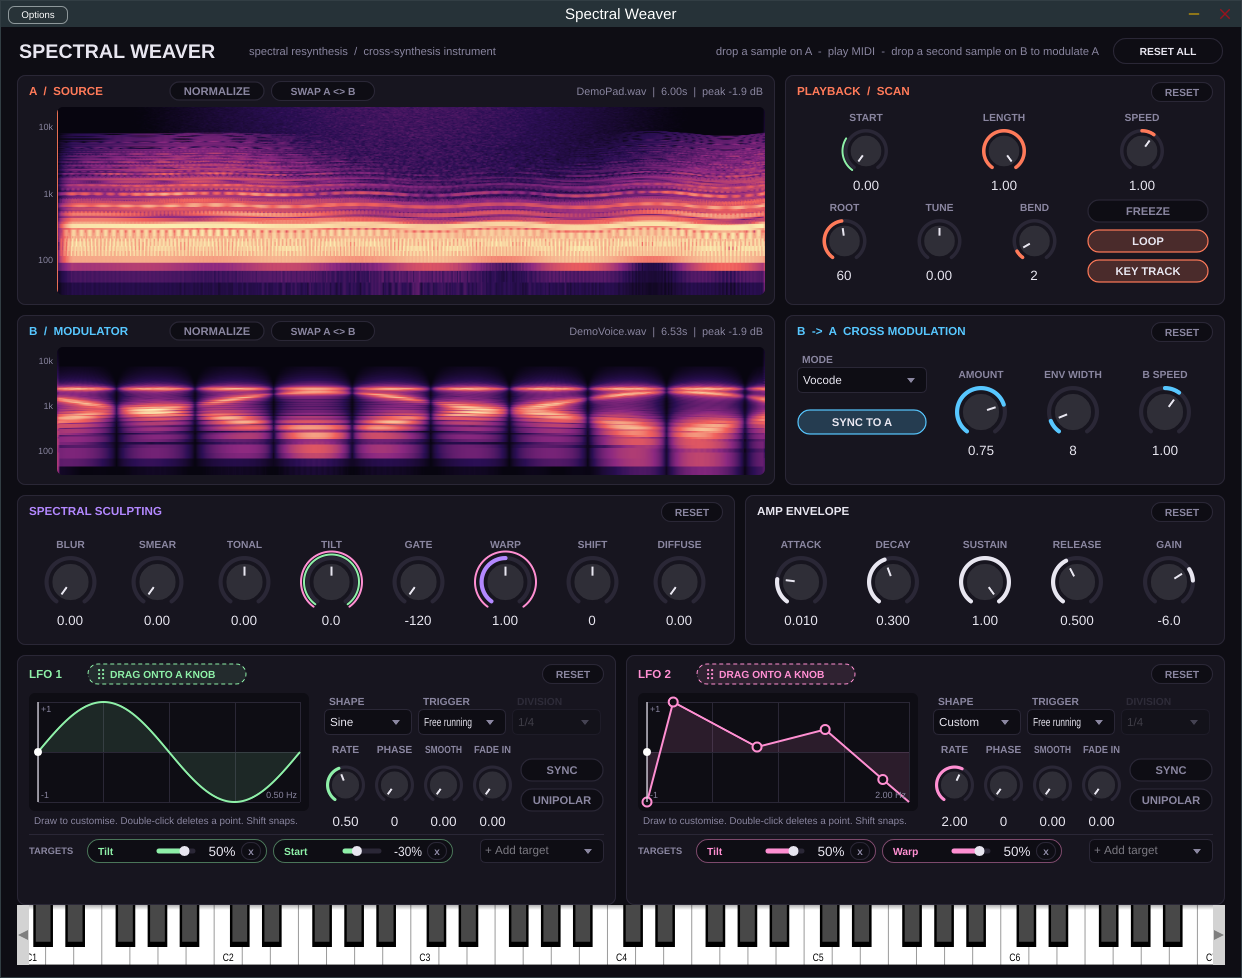 Options
Spectral Weaver
SPECTRAL WEAVER
spectral resynthesis / cross-synthesis instrument
drop a sample on A - play MIDI - drop a second sample on B to modulate A
RESET ALL
A / SOURCE
NORMALIZE
SWAP A <> B
DemoPad.wav | 6.00s | peak -1.9 dB
10k
1k
100
PLAYBACK / SCAN
RESET
START LENGTH SPEED
0.00 1.00 1.00
ROOT TUNE BEND
60 0.00 2
FREEZE
LOOP
KEY TRACK
B / MODULATOR
NORMALIZE
SWAP A <> B
DemoVoice.wav | 6.53s | peak -1.9 dB
10k
1k
100
B -> A CROSS MODULATION
RESET
MODE
Vocode
SYNC TO A
AMOUNT ENV WIDTH B SPEED
0.75 8 1.00
SPECTRAL SCULPTING
RESET
BLUR SMEAR TONAL TILT GATE WARP SHIFT DIFFUSE
0.00 0.00 0.00 0.0 -120 1.00 0 0.00
AMP ENVELOPE
RESET
ATTACK DECAY SUSTAIN RELEASE GAIN
0.010 0.300 1.00 0.500 -6.0
LFO 1
DRAG ONTO A KNOB
RESET
+1
-1
0.50 Hz
Draw to customise. Double-click deletes a point. Shift snaps.
SHAPE TRIGGER DIVISION
Sine Free running 1/4
RATE PHASE SMOOTH FADE IN
0.50 0 0.00 0.00
SYNC
UNIPOLAR
TARGETS
Tilt 50% x
Start -30% x
+ Add target
LFO 2
DRAG ONTO A KNOB
RESET
+1
-1
2.00 Hz
Draw to customise. Double-click deletes a point. Shift snaps.
SHAPE TRIGGER DIVISION
Custom Free running 1/4
RATE PHASE SMOOTH FADE IN
2.00 0 0.00 0.00
SYNC
UNIPOLAR
TARGETS
Tilt 50% x
Warp 50% x
+ Add target
C1 C2 C3 C4 C5 C6